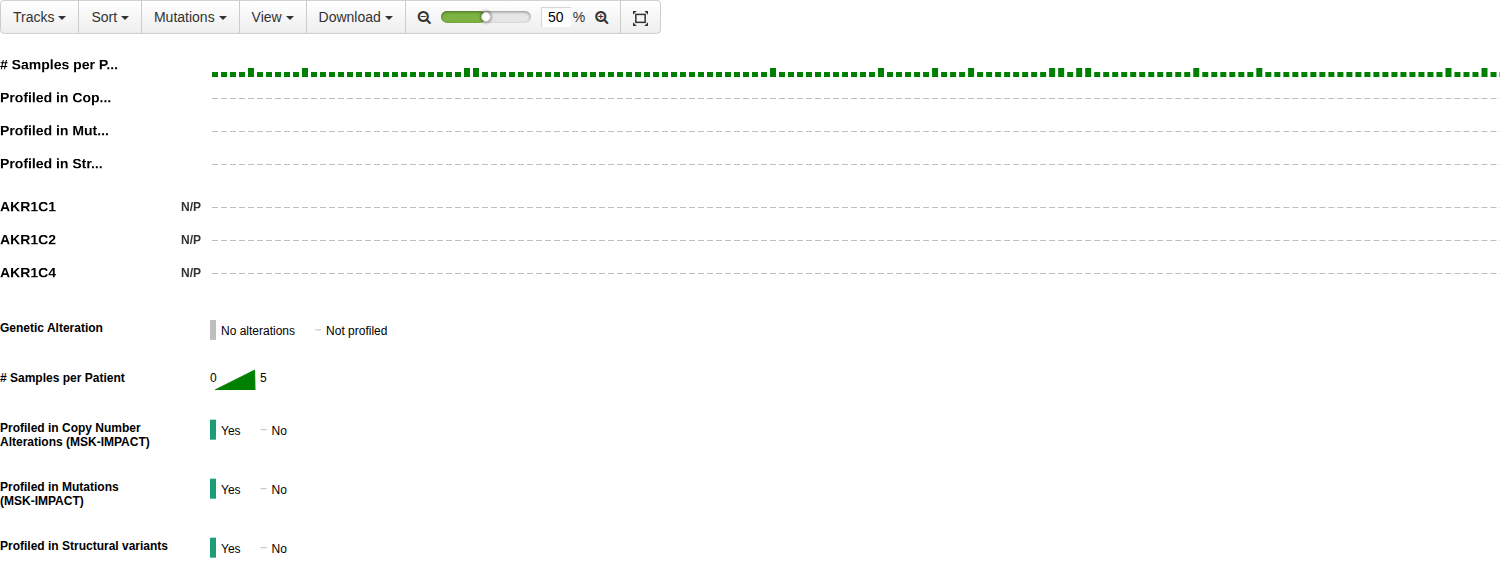 Tracks Sort Mutations View Download 50 %
# Samples per P...
Profiled in Cop...
Profiled in Mut...
Profiled in Str...
AKR1C1 N/P
AKR1C2 N/P
AKR1C4 N/P
Genetic Alteration No alterations Not profiled
# Samples per Patient 0 5
Profiled in Copy Number
Alterations (MSK-IMPACT) Yes No
Profiled in Mutations
(MSK-IMPACT) Yes No
Profiled in Structural variants Yes No